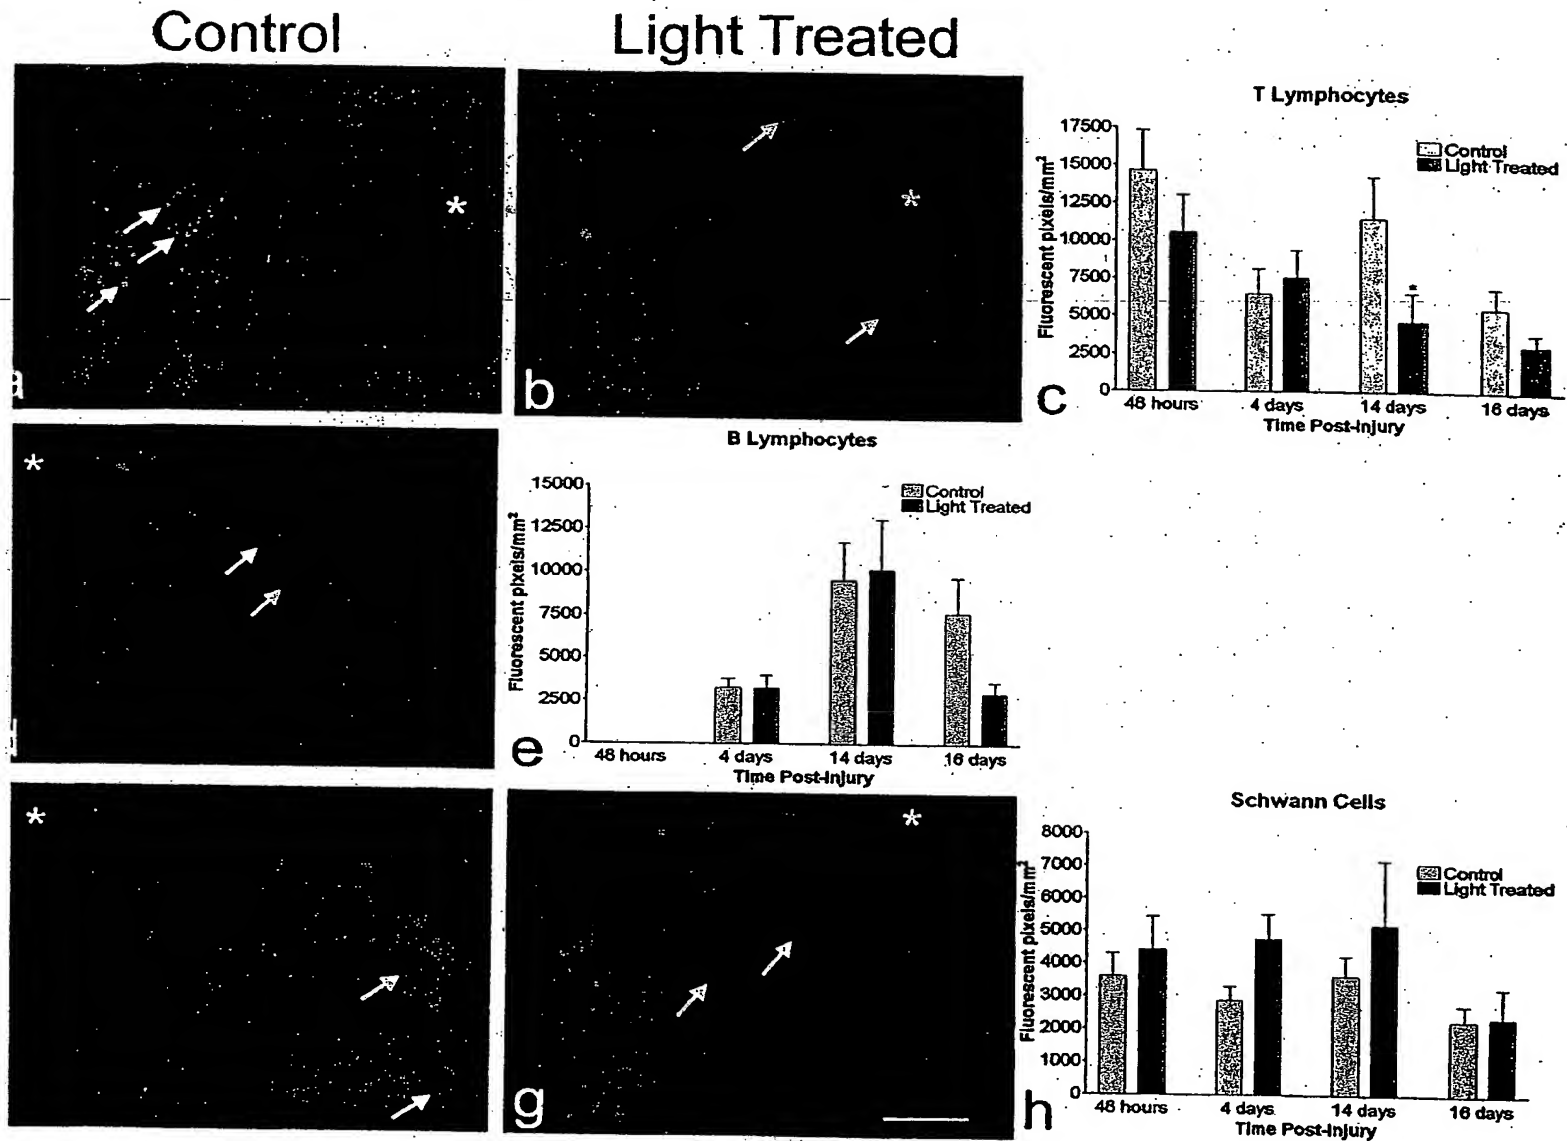 Control
Light Treated
*
*
b
T Lymphocytes
Fluorescent pixels/mm²
17500
15000
12500
10000
7500
5000
2500
0
Control
Light Treated
*
48 hours
4 days
14 days
16 days
Time Post-Injury
c
*
B Lymphocytes
Fluorescent pixels/mm²
15000
12500
10000
7500
5000
2500
0
Control
Light Treated
48 hours
4 days
14 days
16 days
Time Post-Injury
e
*
*
g
Schwann Cells
Fluorescent pixels/mm²
8000
7000
6000
5000
4000
3000
2000
1000
0
Control
Light Treated
48 hours
4 days
14 days
16 days
Time Post-Injury
h